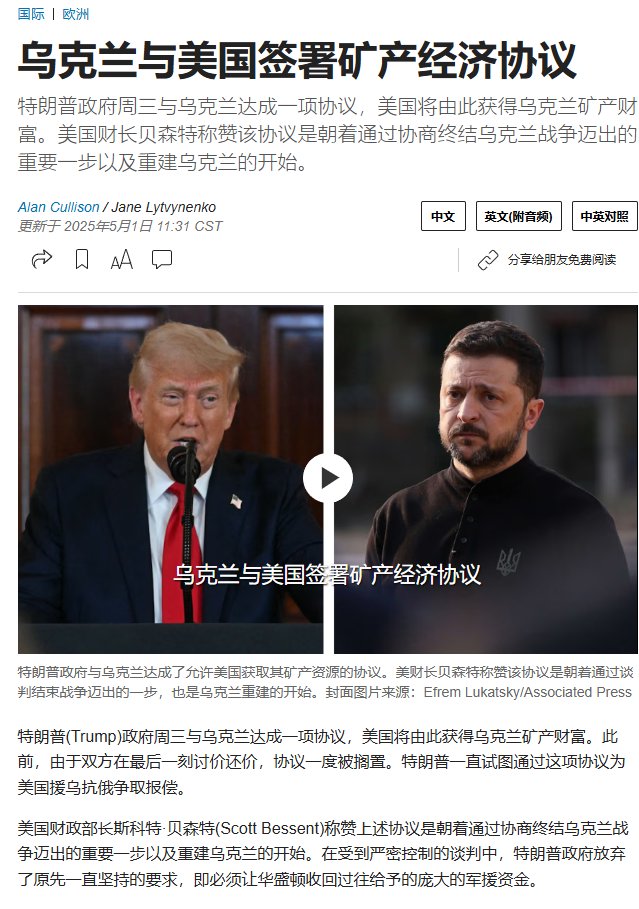 国际 | 欧洲
乌克兰与美国签署矿产经济协议
特朗普政府周三与乌克兰达成一项协议，美国将由此获得乌克兰矿产财
富。美国财长贝森特称赞该协议是朝着通过协商终结乌克兰战争迈出的
重要一步以及重建乌克兰的开始。
Alan Cullison / Jane Lytvynenko
更新于 2025年5月1日 11:31 CST
中文
英文(附音频)
中英对照
AA
分享给朋友免费阅读
乌克兰与美国签署矿产经济协议
特朗普政府与乌克兰达成了允许美国获取其矿产资源的协议。美财长贝森特称赞该协议是朝着通过谈
判结束战争迈出的一步，也是乌克兰重建的开始。封面图片来源：Efrem Lukatsky/Associated Press
特朗普(Trump)政府周三与乌克兰达成一项协议，美国将由此获得乌克兰矿产财富。此
前，由于双方在最后一刻讨价还价，协议一度被搁置。特朗普一直试图通过这项协议为
美国援乌抗俄争取报偿。
美国财政部长斯科特·贝森特(Scott Bessent)称赞上述协议是朝着通过协商终结乌克兰战
争迈出的重要一步以及重建乌克兰的开始。在受到严密控制的谈判中，特朗普政府放弃
了原先一直坚持的要求，即必须让华盛顿收回过往给予的庞大的军援资金。